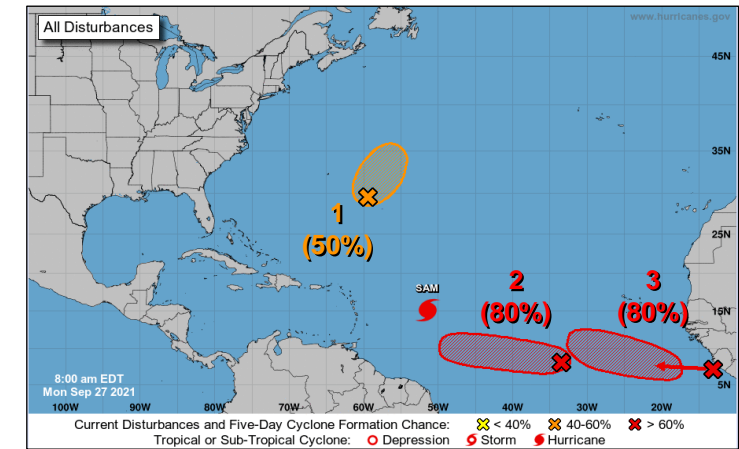 All Disturbances
www.hurricanes.gov
45N
35N
1
(50%)
25N
SAM
2
(80%)
3
(80%)
15N
5N
8:00 am EDT
Mon Sep 27 2021
100W 90W 80W 70W 60W 50W 40W 30W 20W
Current Disturbances and Five-Day Cyclone Formation Chance: < 40% 40-60% > 60%
Tropical or Sub-Tropical Cyclone: Depression Storm Hurricane